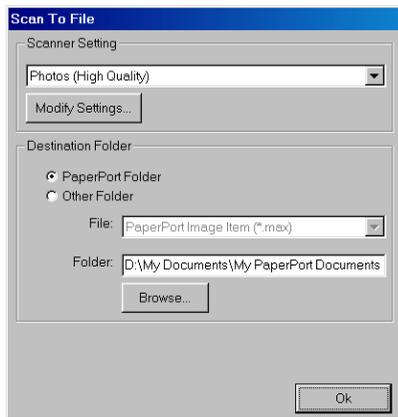 Scan To File
Scanner Setting
Photos (High Quality)
Modify Settings...
Destination Folder
PaperPort Folder
Other Folder
File: PaperPort Image Item (*.max)
Folder: D:\My Documents\My PaperPort Documents
Browse...
Ok